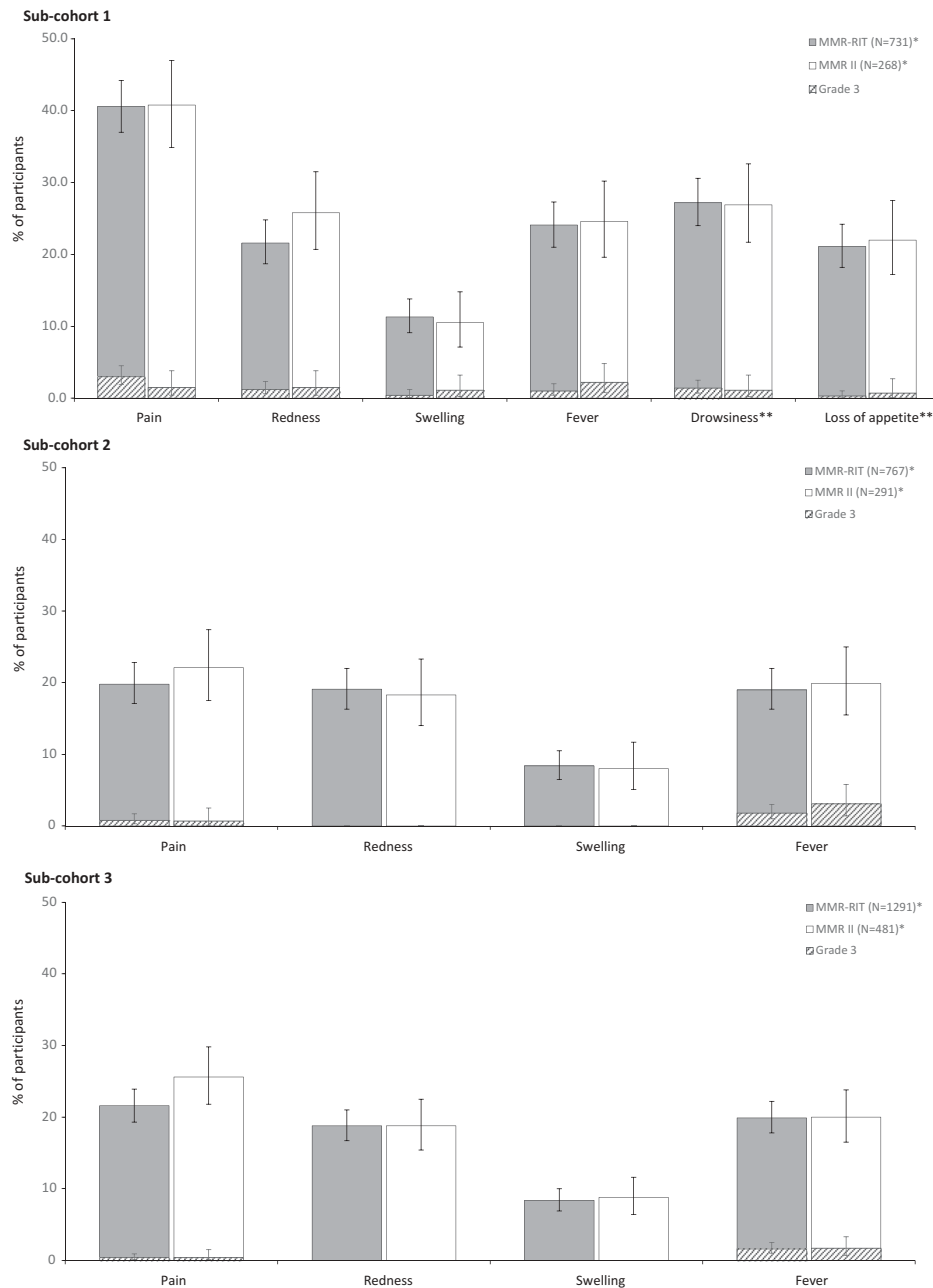 Sub-cohort 1
50.0
40.0
30.0
20.0
10.0
0.0
% of participants
MMR-RIT (N=731)*
MMR II (N=268)*
Grade 3
Pain Redness Swelling Fever Drowsiness** Loss of appetite**
Sub-cohort 2
50
40
30
20
10
0
% of participants
MMR-RIT (N=767)*
MMR II (N=291)*
Grade 3
Pain Redness Swelling Fever
Sub-cohort 3
50
40
30
20
10
0
% of participants
MMR-RIT (N=1291)*
MMR II (N=481)*
Grade 3
Pain Redness Swelling Fever